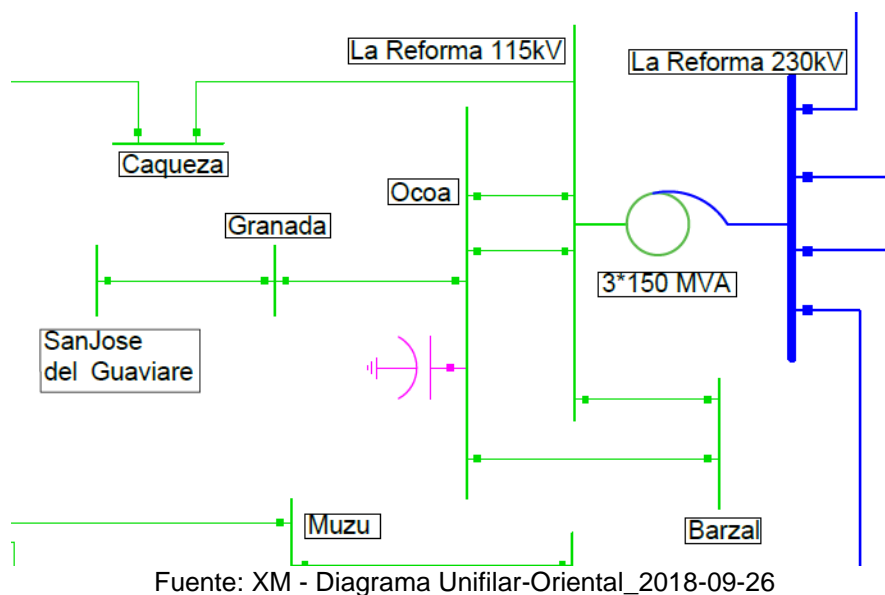 La Reforma 115kV
La Reforma 230kV
Caqueza
Ocoa
Granada
3*150 MVA
SanJose
del Guaviare
Muzu
Barzal
Fuente: XM - Diagrama Unifilar-Oriental_2018-09-26